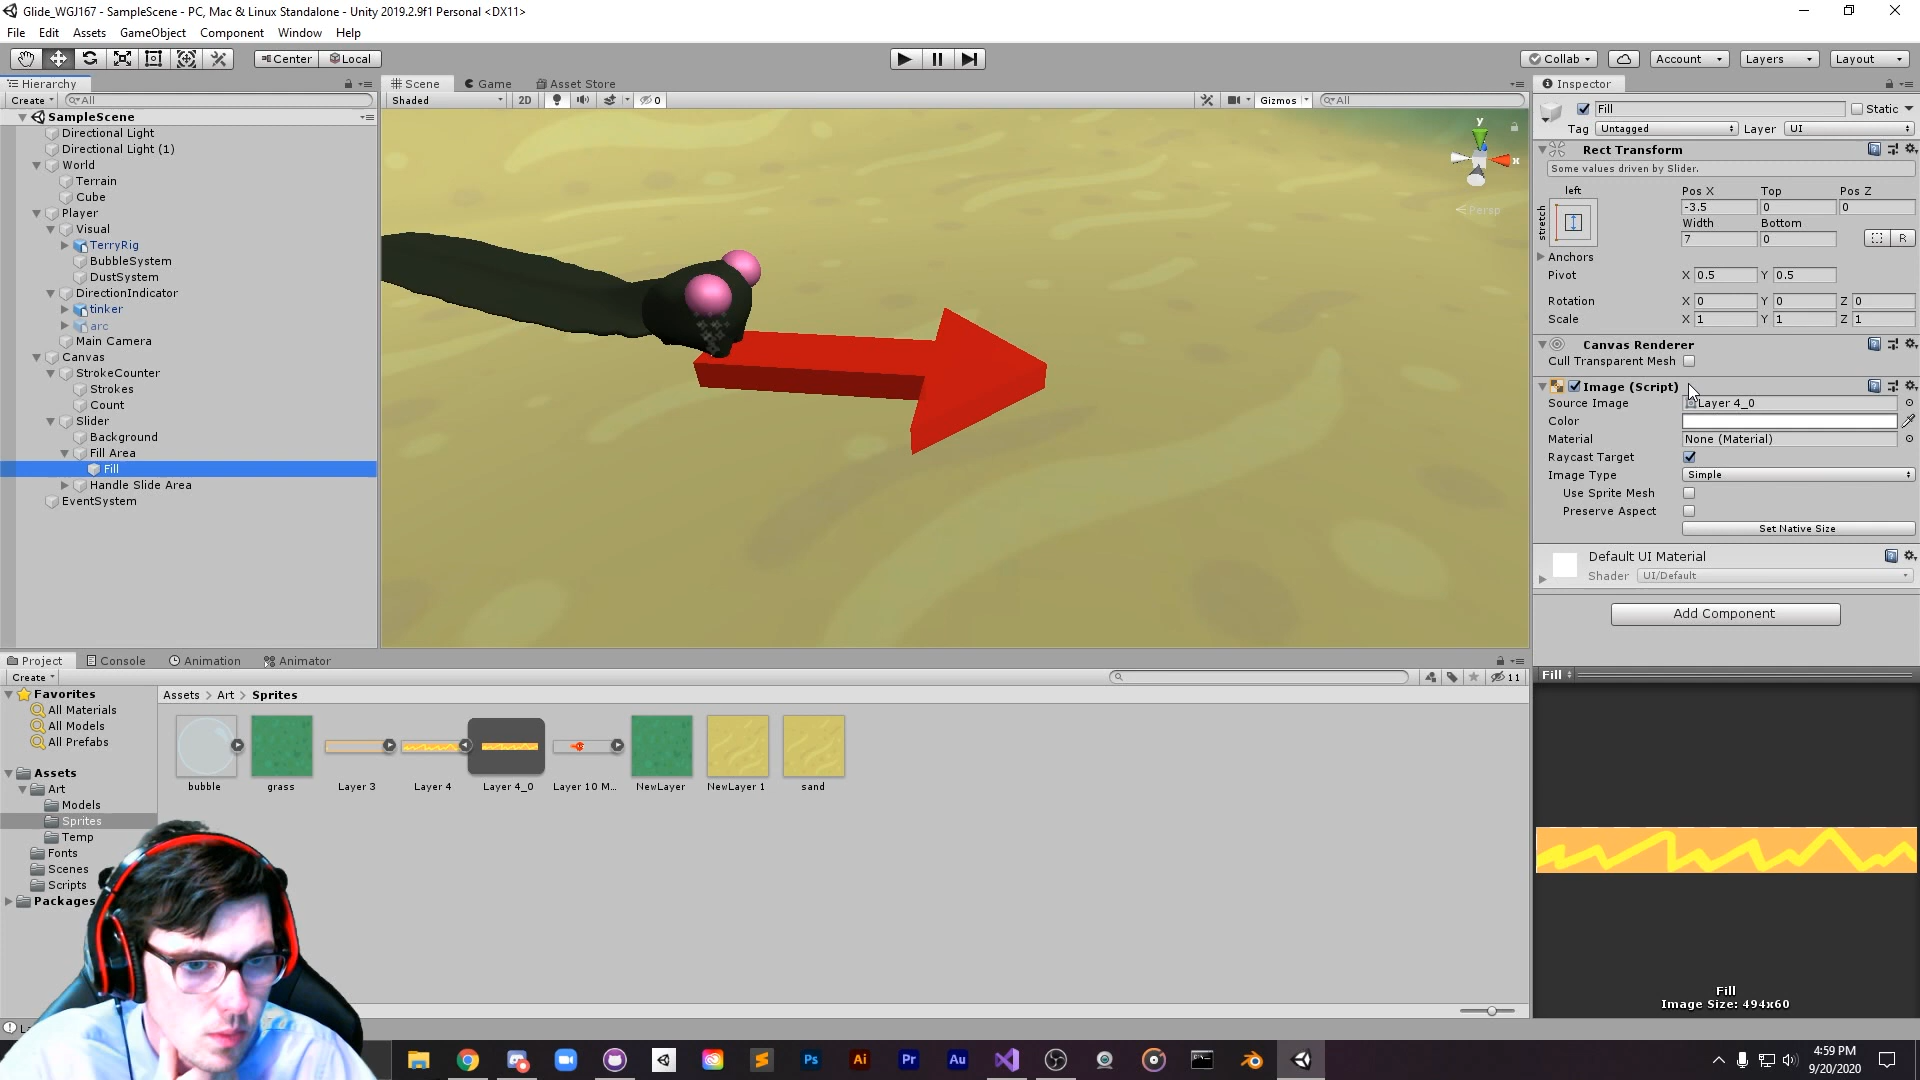 Glide_WGJ167 - SampleScene - PC, Mac & Linux Standalone - Unity 2019.2.9f1 Personal <DX11>
File Edit Assets GameObject Component Window Help
Center Local
Collab Account Layers Layout
Hierarchy
Create All
SampleScene
Directional Light
Directional Light (1)
World
Terrain
Cube
Player
Visual
TerryRig
BubbleSystem
DustSystem
DirectionIndicator
tinker
arc
Main Camera
Canvas
StrokeCounter
Strokes
Count
Slider
Background
Fill Area
Fill
Handle Slide Area
EventSystem
Scene Game Asset Store
Shaded 2D 0 Gizmos All
y
x
Persp
Inspector
Fill Static
Tag Untagged Layer UI
Rect Transform
Some values driven by Slider.
left
stretch
Pos X Top Pos Z
-3.5 0 0
Width Bottom
7 0 R
Anchors
Pivot X 0.5 Y 0.5
Rotation X 0 Y 0 Z 0
Scale X 1 Y 1 Z 1
Canvas Renderer
Cull Transparent Mesh
Image (Script)
Source Image Layer 4_0
Color
Material None (Material)
Raycast Target
Image Type Simple
Use Sprite Mesh
Preserve Aspect
Set Native Size
Default UI Material
Shader UI/Default
Add Component
Fill
Fill
Image Size: 494x60
Project Console Animation Animator
Create 11
Favorites
All Materials
All Models
All Prefabs
Assets
Art
Models
Sprites
Temp
Fonts
Scenes
Scripts
Packages
Assets > Art > Sprites
bubble grass Layer 3 Layer 4 Layer 4_0 Layer 10 M... NewLayer NewLayer 1 sand
Ps Ai Pr Au
4:59 PM
9/20/2020